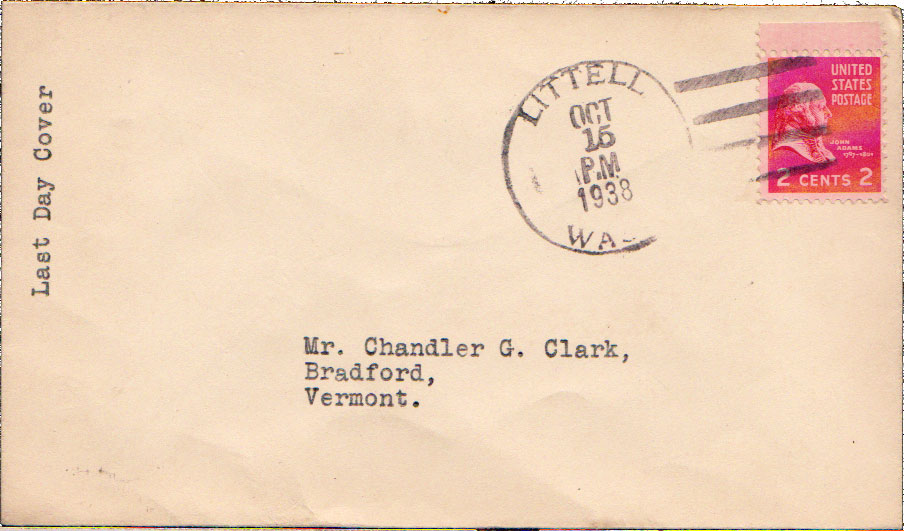 Last Day Cover
LITTELL
OCT
15
P.M.
1938
WA
UNITED
STATES
POSTAGE
JOHN
ADAMS
2 CENTS 2
Mr. Chandler G. Clark,
Bradford,
Vermont.